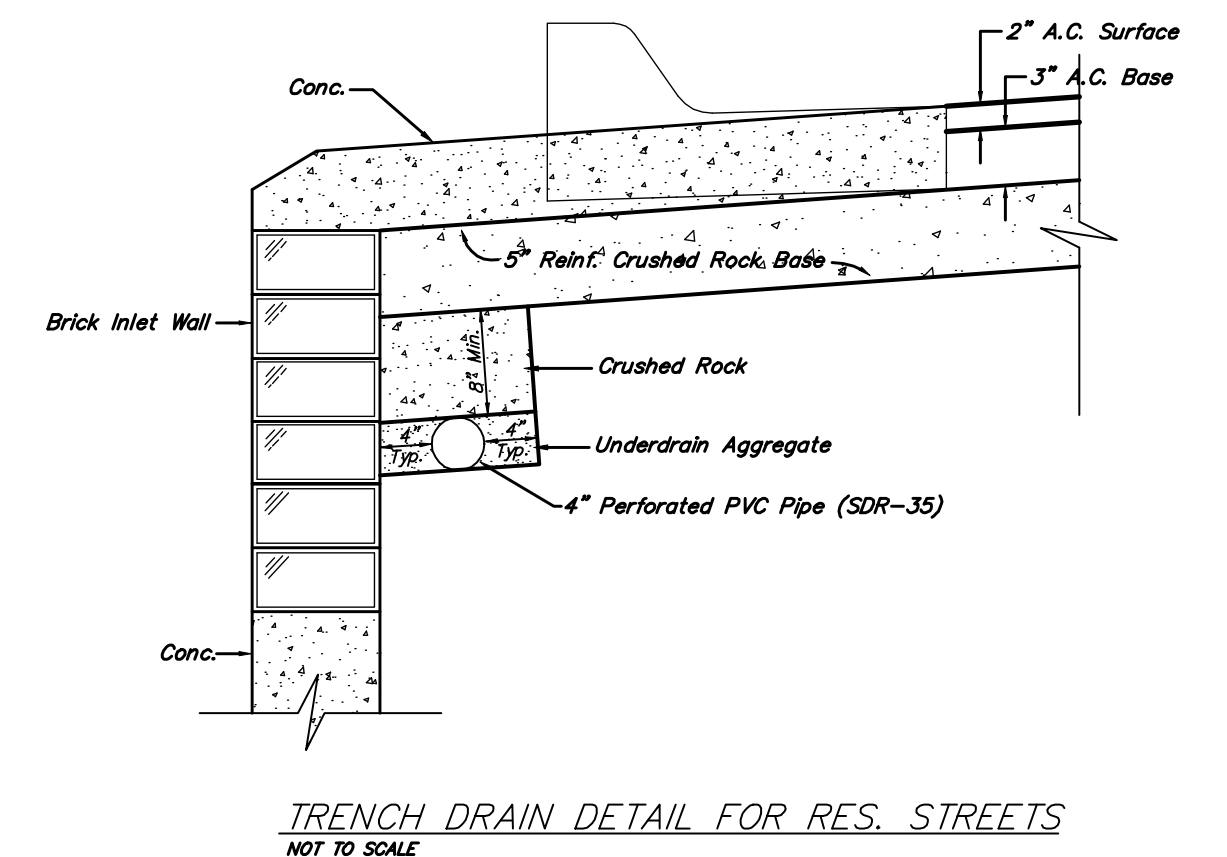 2" A.C. Surface
3" A.C. Base
Conc.
5" Reinf. Crushed Rock Base
Brick Inlet Wall
8" Min.
Crushed Rock
4"
Typ.
4"
Typ.
Underdrain Aggregate
4" Perforated PVC Pipe (SDR-35)
Conc.
TRENCH DRAIN DETAIL FOR RES. STREETS
NOT TO SCALE